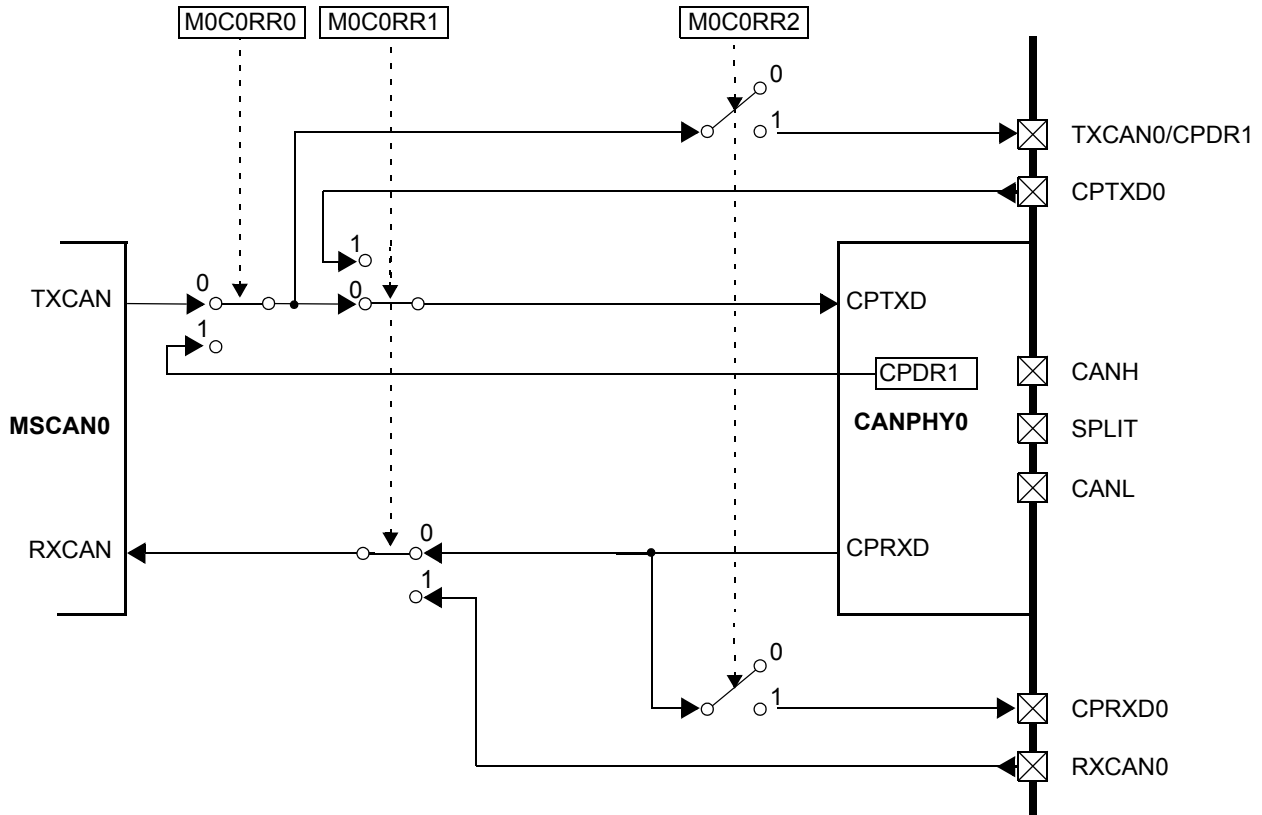 M0C0RR0 M0C0RR1 M0C0RR2
0
1
TXCAN0/CPDR1
CPTXD0
1
TXCAN 0 0 CPTXD
1
CPDR1 CANH
MSCAN0 CANPHY0 SPLIT
CANL
RXCAN 0 CPRXD
1
0
1 CPRXD0
RXCAN0